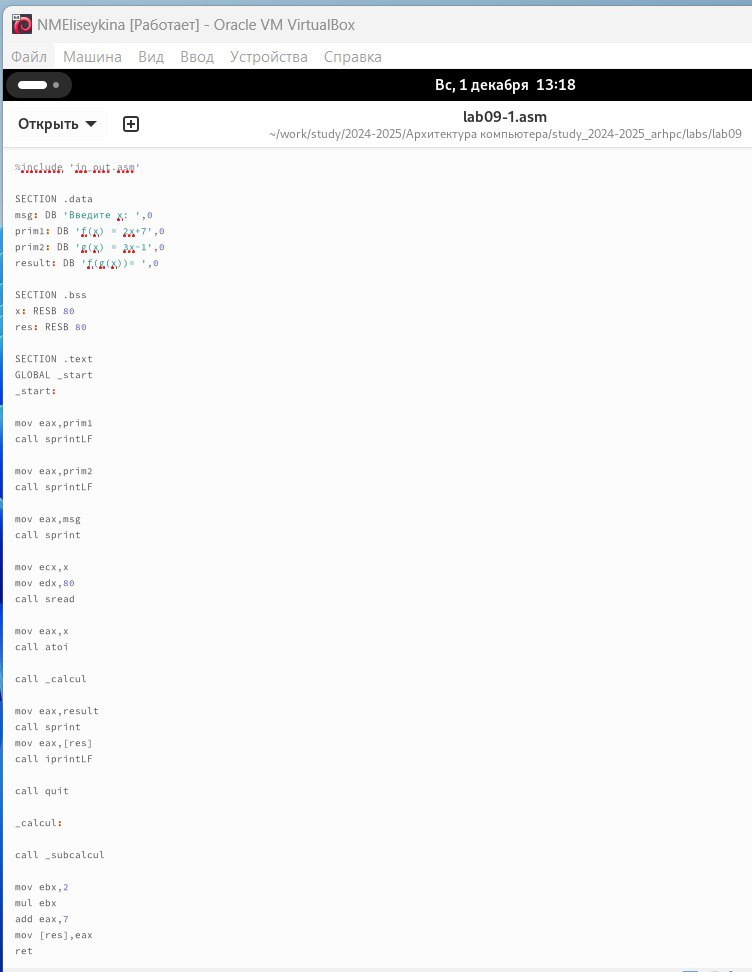 NMEliseykina [Работает] - Oracle VM VirtualBox
Файл Машина Вид Ввод Устройства Справка
Вс, 1 декабря 13:18
Открыть
lab09-1.asm
~/work/study/2024-2025/Архитектура компьютера/study_2024-2025_arhpc/labs/lab09
%include 'in_out.asm'
SECTION .data
msg: DB 'Введите x: ',0
prim1: DB 'f(x) = 2x+7',0
prim2: DB 'g(x) = 3x-1',0
result: DB 'f(g(x))= ',0
SECTION .bss
x: RESB 80
res: RESB 80
SECTION .text
GLOBAL _start
_start:
mov eax,prim1
call sprintLF
mov eax,prim2
call sprintLF
mov eax,msg
call sprint
mov ecx,x
mov edx,80
call sread
mov eax,x
call atoi
call _calcul
mov eax,result
call sprint
mov eax,[res]
call iprintLF
call quit
_calcul:
call _subcalcul
mov ebx,2
mul ebx
add eax,7
mov [res],eax
ret